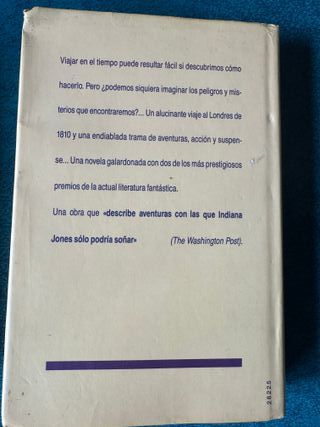 Viajar en el tiempo puede resultar fácil si descubrimos cómo
hacerlo. Pero ¿podemos siquiera imaginar los peligros y mis-
terios que encontraremos?... Un alucinante viaje al Londres de
1810 y una endiablada trama de aventuras, acción y suspen-
se... Una novela galardonada con dos de los más prestigiosos
premios de la actual literatura fantástica.
Una obra que «describe aventuras con las que Indiana
Jones sólo podría soñar» (The Washington Post).
28225